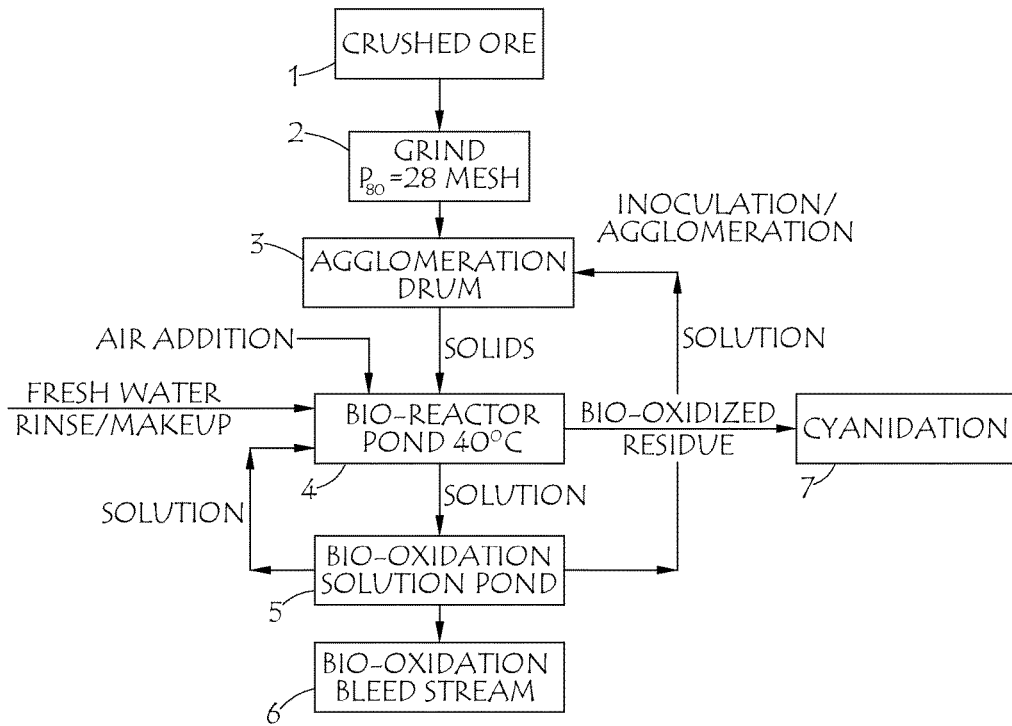 CRUSHED ORE
1
2
GRIND
P80 = 28 MESH
INOCULATION/
AGGLOMERATION
3
AGGLOMERATION
DRUM
AIR ADDITION
SOLIDS
SOLUTION
FRESH WATER
RINSE/MAKEUP
BIO-REACTOR
POND 40°C
BIO-OXIDIZED
RESIDUE
CYANIDATION
4
7
SOLUTION
SOLUTION
BIO-OXIDATION
SOLUTION POND
5
BIO-OXIDATION
BLEED STREAM
6